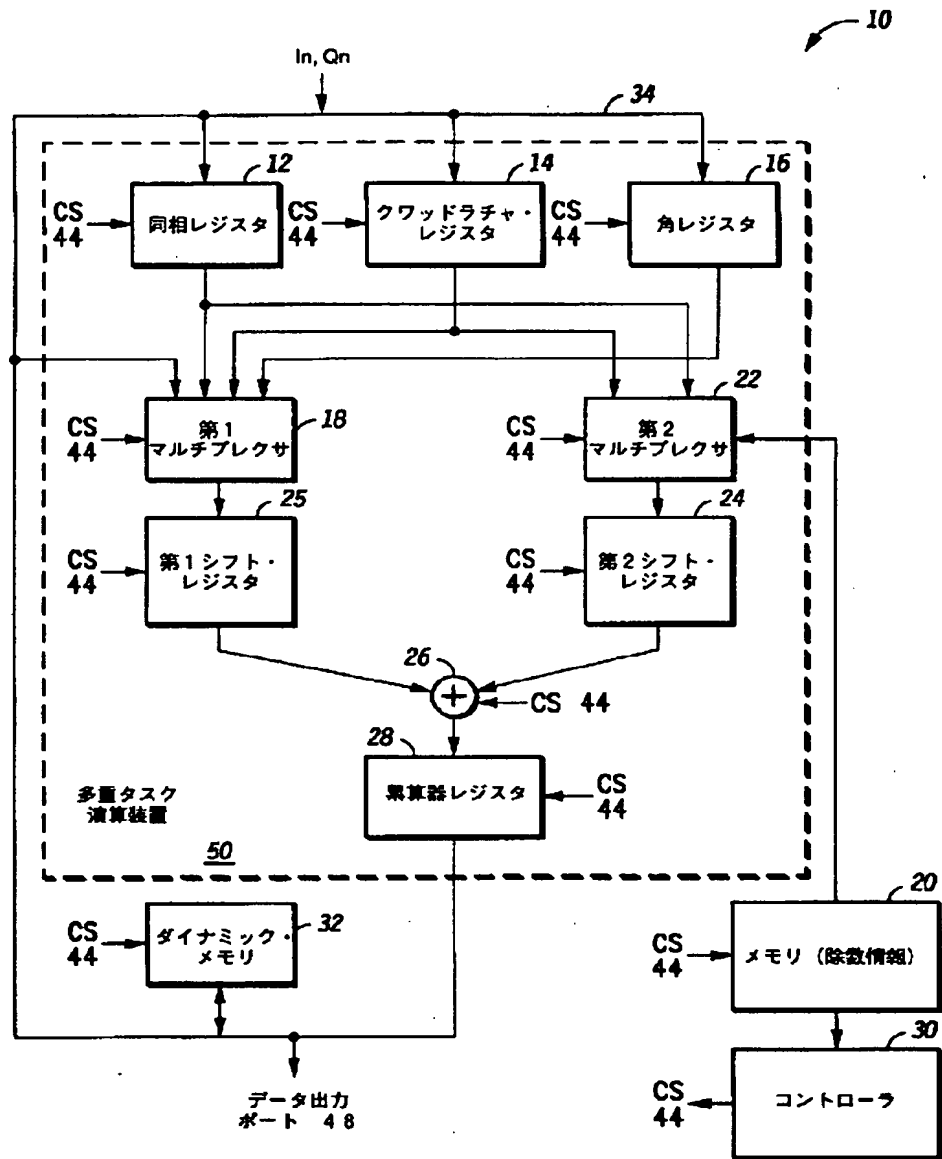 10
In, Qn
34
12
14
16
CS
44
同相レジスタ
CS
44
クワッドラチャ・
レジスタ
CS
44
角レジスタ
CS
44
第1
マルチプレクサ
18
CS
44
第2
マルチプレクサ
22
25
24
CS
44
第1シフト・
レジスタ
CS
44
第2シフト・
レジスタ
26
CS 44
28
累算器レジスタ
CS
44
多重タスク
演算装置
50
CS
44
ダイナミック・
メモリ
32
20
CS
44
メモリ(除数情報)
30
CS
44
コントローラ
データ出力
ポート 48